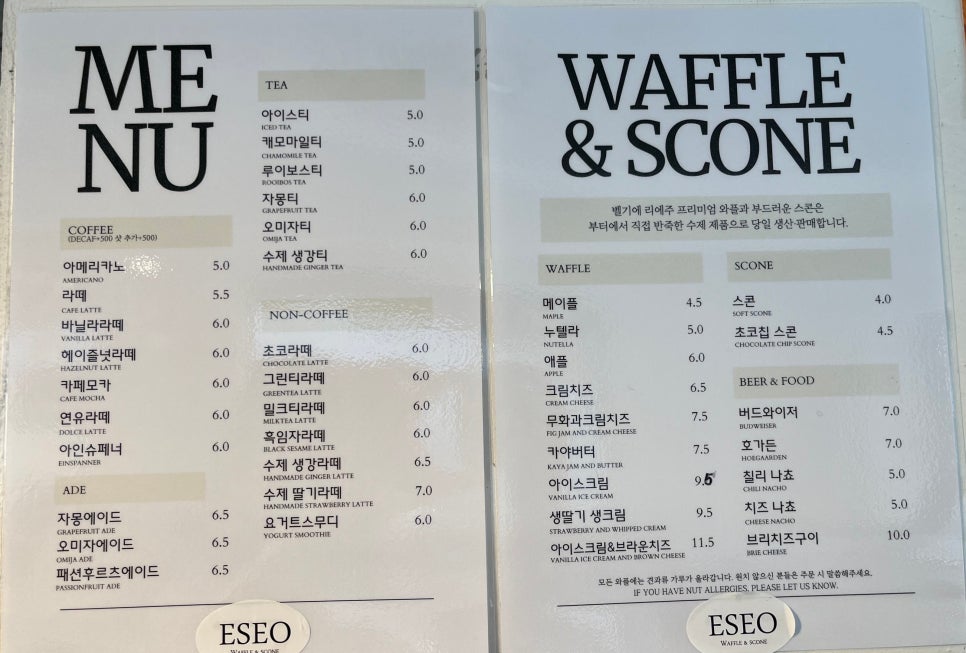 ME
NU
COFFEE
(DECAF+500 샷 추가+500)
아메리카노 5.0
AMERICANO
라떼 5.5
CAFE LATTE
바닐라라떼 6.0
VANILLA LATTE
헤이즐넛라떼 6.0
HAZELNUT LATTE
카페모카 6.0
CAFE MOCHA
연유라떼 6.0
DOLCE LATTE
아인슈페너 6.0
EINSPANNER
ADE
자몽에이드 6.5
GRAPEFRUIT ADE
오미자에이드 6.5
OMIJA ADE
패션후르츠에이드 6.5
PASSIONFRUIT ADE
TEA
아이스티 5.0
ICED TEA
캐모마일티 5.0
CHAMOMILE TEA
루이보스티 5.0
ROOIBOS TEA
자몽티 6.0
GRAPEFRUIT TEA
오미자티 6.0
OMIJA TEA
수제 생강티 6.0
HANDMADE GINGER TEA
NON-COFFEE
초코라떼 6.0
CHOCOLATE LATTE
그린티라떼 6.0
GREENTEA LATTE
밀크티라떼 6.0
MILKTEA LATTE
흑임자라떼 6.0
BLACK SESAME LATTE
수제 생강라떼 6.5
HANDMADE GINGER LATTE
수제 딸기라떼 7.0
HANDMADE STRAWBERRY LATTE
요거트스무디 6.0
YOGURT SMOOTHIE
ESEO
WAFFLE & SCONE
WAFFLE
& SCONE
벨기에 리에주 프리미엄 와플과 부드러운 스콘은
부터에서 직접 반죽한 수제 제품으로 당일 생산·판매합니다.
WAFFLE
메이플 4.5
MAPLE
누텔라 5.0
NUTELLA
애플 6.0
APPLE
크림치즈 6.5
CREAM CHEESE
무화과크림치즈 7.5
FIG JAM AND CREAM CHEESE
카야버터 7.5
KAYA JAM AND BUTTER
아이스크림 9.5
VANILLA ICE CREAM
생딸기 생크림 9.5
STRAWBERRY AND WHIPPED CREAM
아이스크림&브라운치즈 11.5
VANILLA ICE CREAM AND BROWN CHEESE
SCONE
스콘 4.0
SOFT SCONE
초코칩 스콘 4.5
CHOCOLATE CHIP SCONE
BEER & FOOD
버드와이저 7.0
BUDWEISER
호가든 7.0
HOEGAARDEN
칠리 나쵸 5.0
CHILI NACHO
치즈 나쵸 5.0
CHEESE NACHO
브리치즈구이 10.0
BRIE CHEESE
모든 와플에는 견과류 가루가 올라갑니다. 원치 않으신 분들은 주문 시 말씀해주세요.
IF YOU HAVE NUT ALLERGIES, PLEASE LET US KNOW.
ESEO
WAFFLE & SCONE